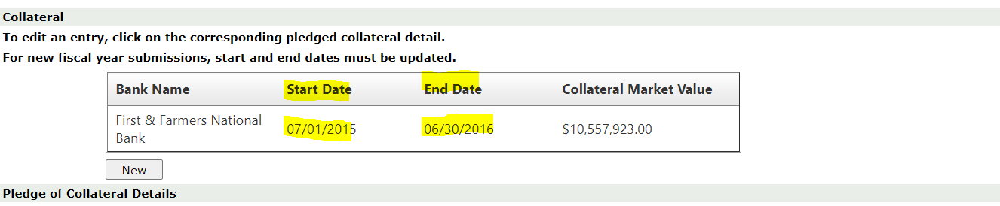 Collateral
To edit an entry, click on the corresponding pledged collateral detail.
For new fiscal year submissions, start and end dates must be updated.
Bank Name Start Date End Date Collateral Market Value
First & Farmers National Bank 07/01/2015 06/30/2016 $10,557,923.00
New
Pledge of Collateral Details